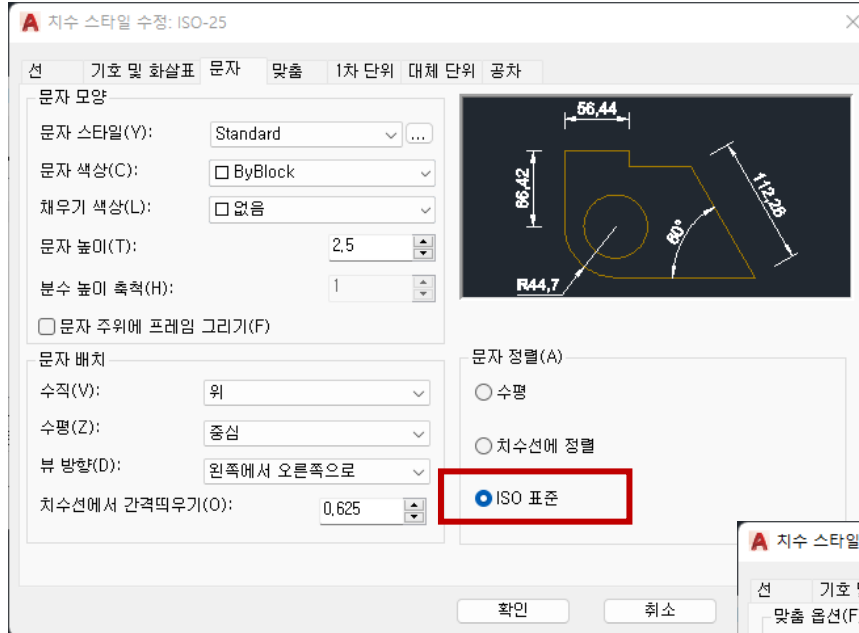 치수 스타일 수정: ISO-25
선 기호 및 화살표 문자 맞춤 1차 단위 대체 단위 공차
문자 모양
문자 스타일(Y): Standard ...
문자 색상(C): ByBlock
채우기 색상(L): 없음
문자 높이(T): 2,5
분수 높이 축척(H): 1
문자 주위에 프레임 그리기(F)
56,44
66,42
112,26
60°
R44,7
문자 배치
수직(V): 위
수평(Z): 중심
뷰 방향(D): 왼쪽에서 오른쪽으로
치수선에서 간격띄우기(O): 0,625
문자 정렬(A)
수평
치수선에 정렬
ISO 표준
확인 취소
치수 스타일
선 기호
맞춤 옵션(F